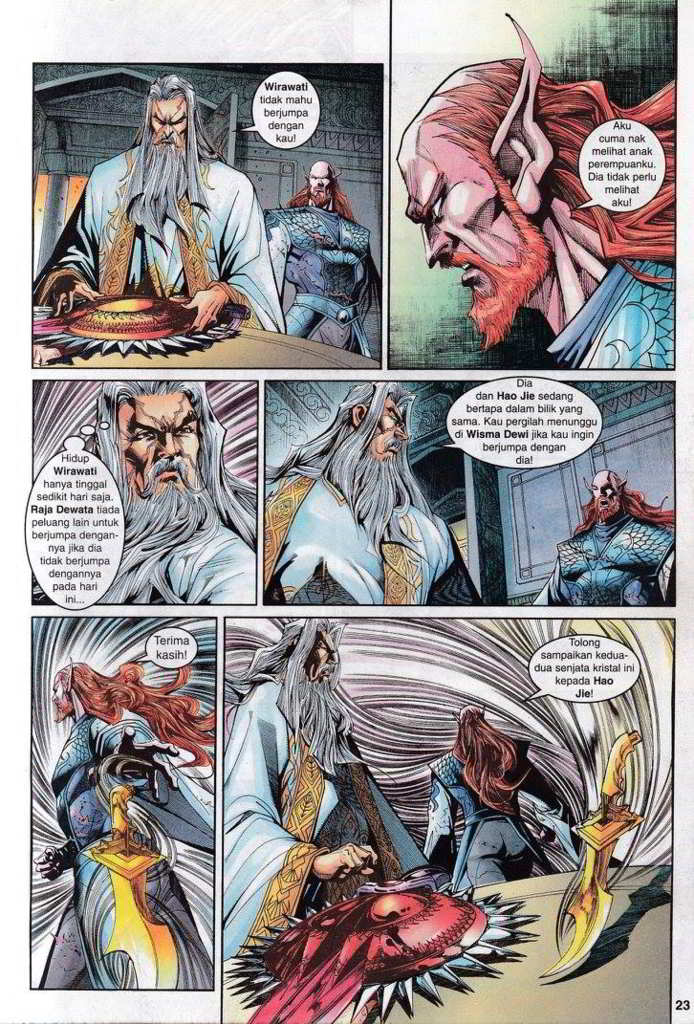 Wirawati
tidak mahu
berjumpa
dengan
kau!
Aku
cuma nak
melihat anak
perempuanku.
Dia tidak perlu
melihat
aku!
Hidup
Wirawati
hanya tinggal
sedikit hari saja.
Raja Dewata tiada
peluang lain untuk
berjumpa dengan-
nya jika dia
tidak berjumpa
dengannya
pada hari
ini...
Dia
dan Hao Jie sedang
bertapa dalam bilik yang
sama. Kau pergilah menunggu
di Wisma Dewi jika kau ingin
berjumpa dengan
dia!
Terima
kasih!
Tolong
sampaikan kedua-
dua senjata kristal ini
kepada Hao
Jie!
23